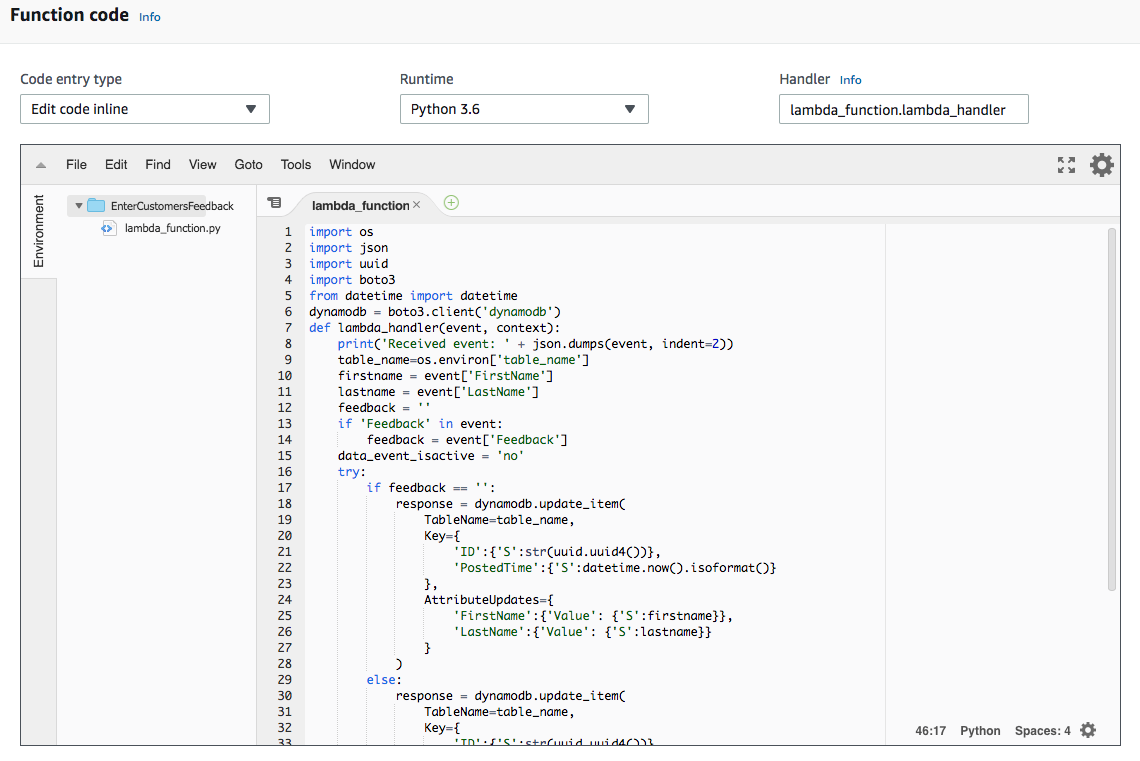 Function code Info
Code entry type
Runtime
Handler Info
Edit code inline
Python 3.6
lambda_function.lambda_handler
File Edit Find View Goto Tools Window
Environment
EnterCustomersFeedback
lambda_function.py
lambda_function ×
1 import os
2 import json
3 import uuid
4 import boto3
5 from datetime import datetime
6 dynamodb = boto3.client('dynamodb')
7 def lambda_handler(event, context):
8     print('Received event: ' + json.dumps(event, indent=2))
9     table_name=os.environ['table_name']
10     firstname = event['FirstName']
11     lastname = event['LastName']
12     feedback = ''
13     if 'Feedback' in event:
14         feedback = event['Feedback']
15     data_event_isactive = 'no'
16     try:
17         if feedback == '':
18             response = dynamodb.update_item(
19                 TableName=table_name,
20                 Key={
21                     'ID':{'S':str(uuid.uuid4())},
22                     'PostedTime':{'S':datetime.now().isoformat()}
23                 },
24                 AttributeUpdates={
25                     'FirstName':{'Value': {'S':firstname}},
26                     'LastName':{'Value': {'S':lastname}}
27                 }
28             )
29         else:
30             response = dynamodb.update_item(
31                 TableName=table_name,
32                 Key={
33                     'ID':{'S':str(uuid.uuid4())},
46:17 Python Spaces: 4